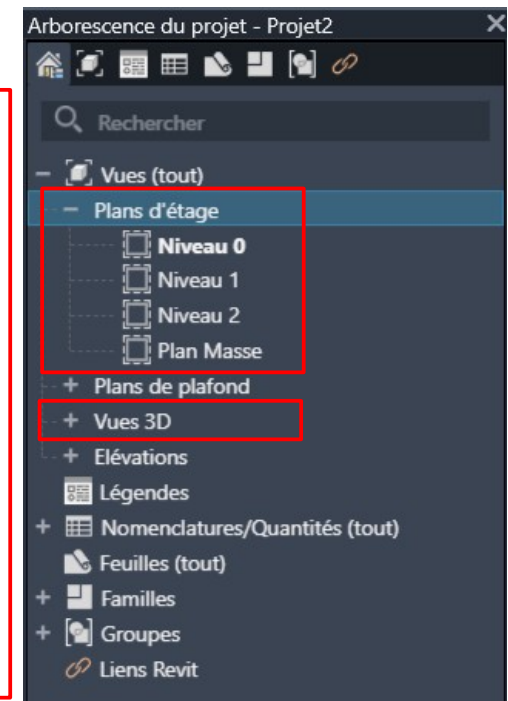 Arborescence du projet - Projet2
Rechercher
Vues (tout)
Plans d'étage
Niveau 0
Niveau 1
Niveau 2
Plan Masse
Plans de plafond
Vues 3D
Elévations
Légendes
Nomenclatures/Quantités (tout)
Feuilles (tout)
Familles
Groupes
Liens Revit